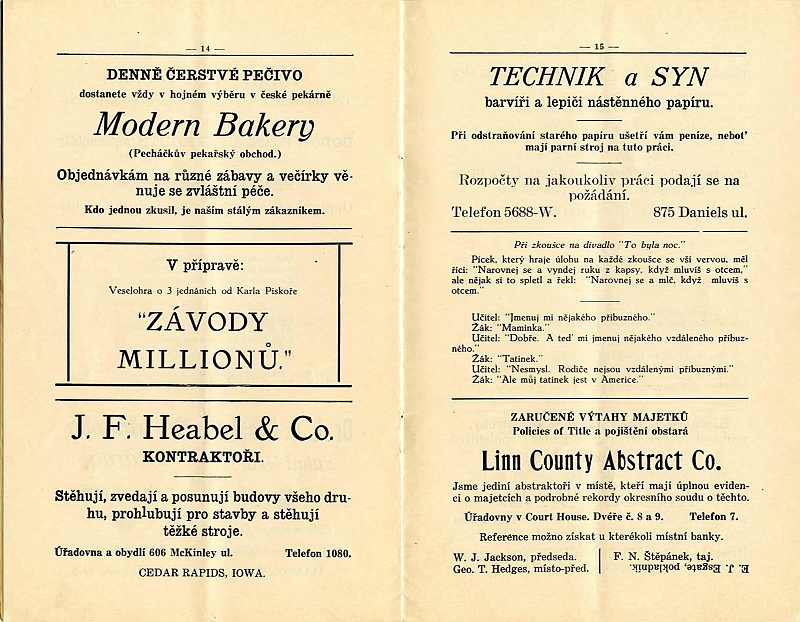 — 14 —
DENNĚ ČERSTVÉ PEČIVO
dostanete vždy v hojném výběru v české pekárně
Modern Bakery
(Pecháčkův pekařský obchod.)
Objednávkám na různé zábavy a večírky vě-
nuje se zvláštní péče.
Kdo jednou zkusil, je naším stálým zákazníkem.
V přípravě:
Veselohra o 3 jednáních od Karla Piskoře
"ZÁVODY
MILLIONŮ."
J. F. Heabel & Co.
KONTRAKTOŘI.
Stěhují, zvedají a posunují budovy všeho dru-
hu, prohlubují pro stavby a stěhují
těžké stroje.
Úřadovna a obydlí 606 McKinley ul. Telefon 1080.
CEDAR RAPIDS, IOWA.
— 15 —
TECHNIK a SYN
barvíři a lepiči nástěnného papíru.
Při odstraňování starého papíru ušetří vám peníze, neboť
mají parní stroj na tuto práci.
Rozpočty na jakoukoliv práci podají se na
požádání.
Telefon 5688-W. 875 Daniels ul.
Při zkoušce na divadlo "To byla noc."
Picek, který hraje úlohu na každé zkoušce se vší vervou, měl
říci: "Narovnej se a vyndej ruku z kapsy, když mluvíš s otcem,"
ale nějak si to spletl a řekl: "Narovnej se a mlč, když mluvíš s
otcem."
Učitel: "Jmenuj mi nějakého příbuzného."
Žák: "Maminka."
Učitel: "Dobře. A teď mi jmenuj nějakého vzdáleného příbuz-
ného."
Žák: "Tatínek."
Učitel: "Nesmysl. Rodiče nejsou vzdálenými příbuznými."
Žák: "Ale můj tatínek jest v Americe."
ZARUČENÉ VÝTAHY MAJETKŮ
Policies of Title a pojištění obstará
Linn County Abstract Co.
Jsme jediní abstraktoři v místě, kteří mají úplnou eviden-
ci o majetcích a podrobné rekordy okresního soudu o těchto.
Úřadovny v Court House. Dvéře č. 8 a 9. Telefon 7.
Reference možno získat u kterékoli místní banky.
W. J. Jackson, předseda.
Geo. T. Hedges, místo-před.
F. N. Štěpánek, taj.
E. J. Esgate, pokladník.